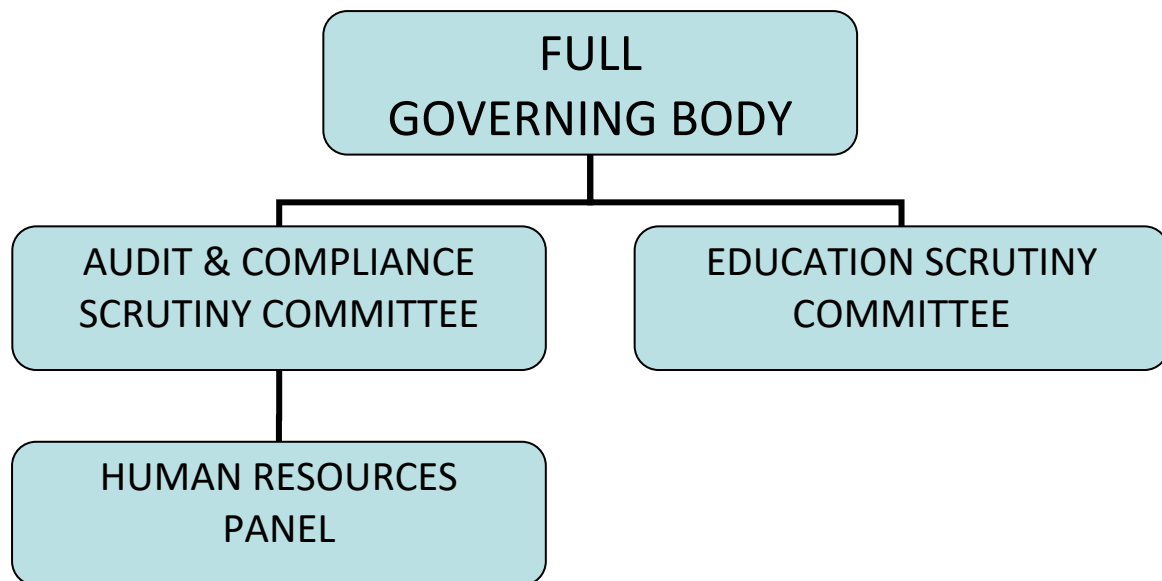 FULL
GOVERNING BODY
AUDIT & COMPLIANCE
SCRUTINY COMMITTEE
EDUCATION SCRUTINY
COMMITTEE
HUMAN RESOURCES
PANEL